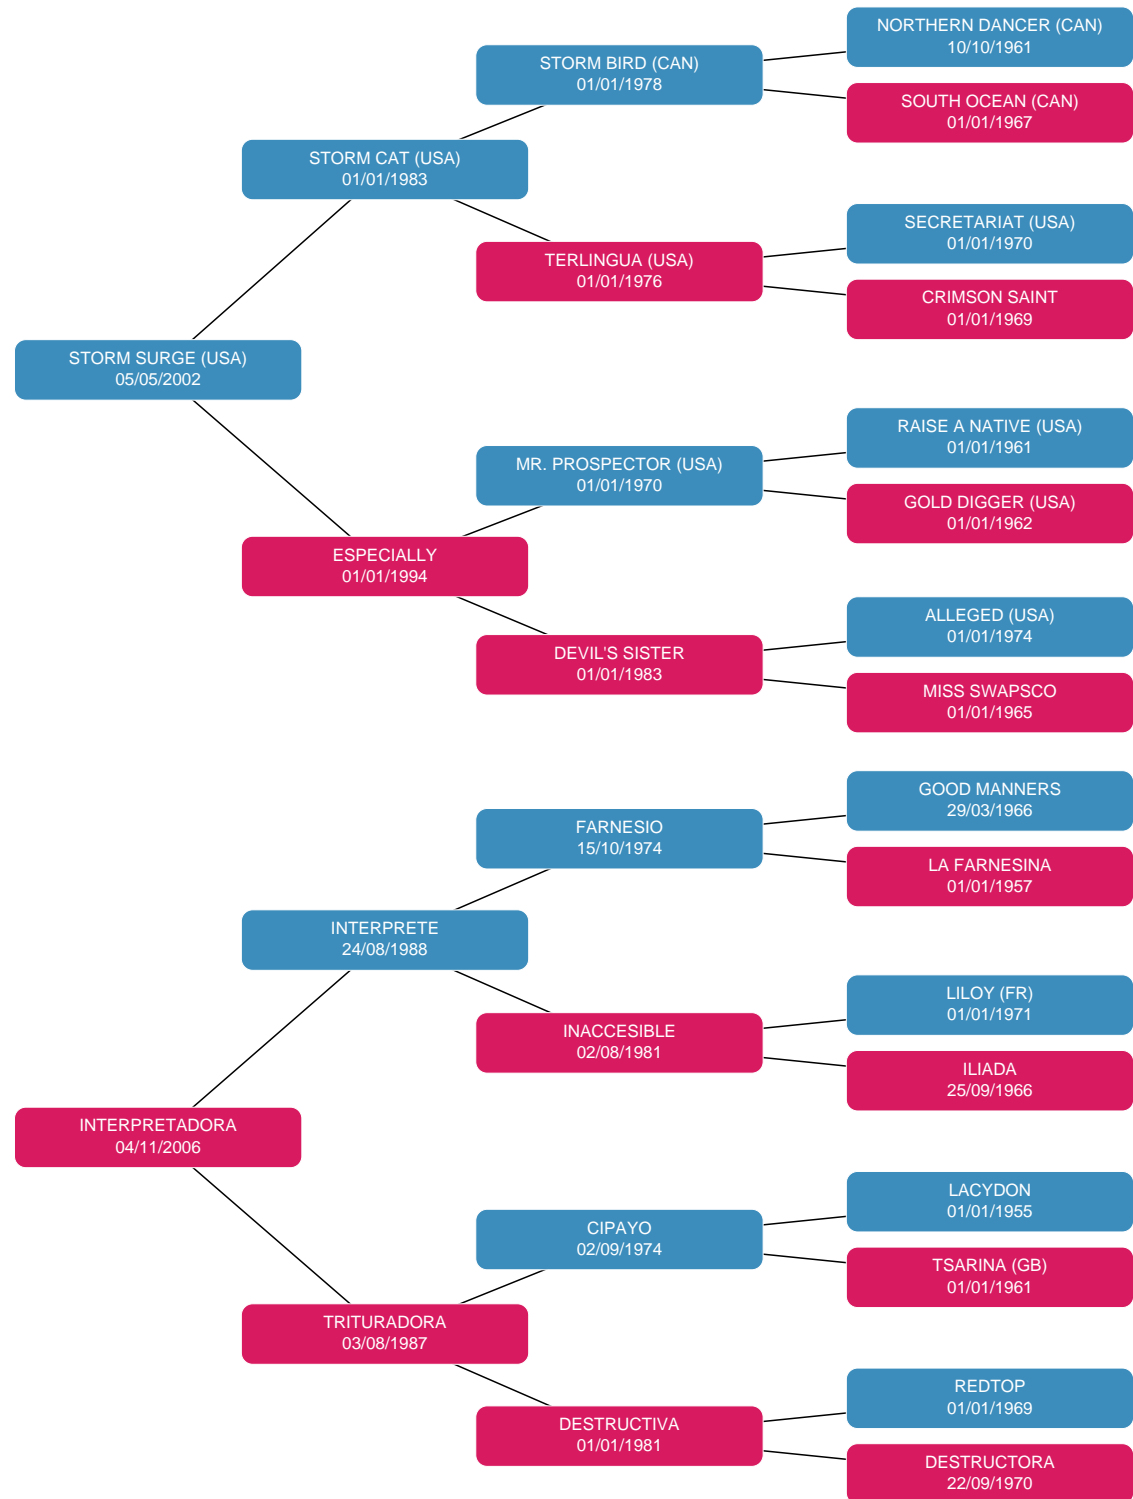 NORTHERN DANCER (CAN)
10/10/1961
STORM BIRD (CAN)
01/01/1978
SOUTH OCEAN (CAN)
01/01/1967
STORM CAT (USA)
01/01/1983
SECRETARIAT (USA)
01/01/1970
TERLINGUA (USA)
01/01/1976
CRIMSON SAINT
01/01/1969
STORM SURGE (USA)
05/05/2002
RAISE A NATIVE (USA)
01/01/1961
MR. PROSPECTOR (USA)
01/01/1970
GOLD DIGGER (USA)
01/01/1962
ESPECIALLY
01/01/1994
ALLEGED (USA)
01/01/1974
DEVIL'S SISTER
01/01/1983
MISS SWAPSCO
01/01/1965
GOOD MANNERS
29/03/1966
FARNESIO
15/10/1974
LA FARNESINA
01/01/1957
INTERPRETE
24/08/1988
LILOY (FR)
01/01/1971
INACCESIBLE
02/08/1981
ILIADA
25/09/1966
INTERPRETADORA
04/11/2006
LACYDON
01/01/1955
CIPAYO
02/09/1974
TSARINA (GB)
01/01/1961
TRITURADORA
03/08/1987
REDTOP
01/01/1969
DESTRUCTIVA
01/01/1981
DESTRUCTORA
22/09/1970